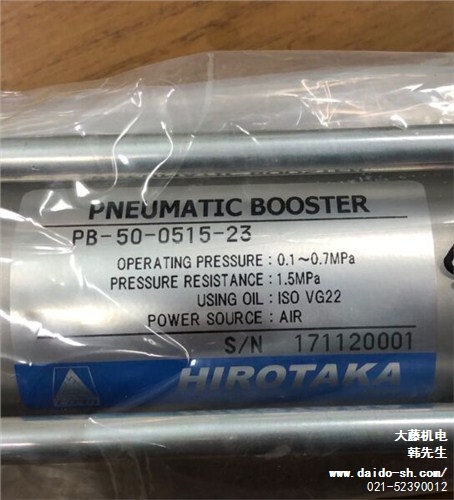 PNEUMATIC BOOSTER
PB-50-0515-23
OPERATING PRESSURE : 0.1～0.7MPa
PRESSURE RESISTANCE : 1.5MPa
USING OIL : ISO VG22
POWER SOURCE : AIR
S/N 171120001
HIROTAKA
大藤机电
韩先生
www.daido-sh.com/
021-52390012